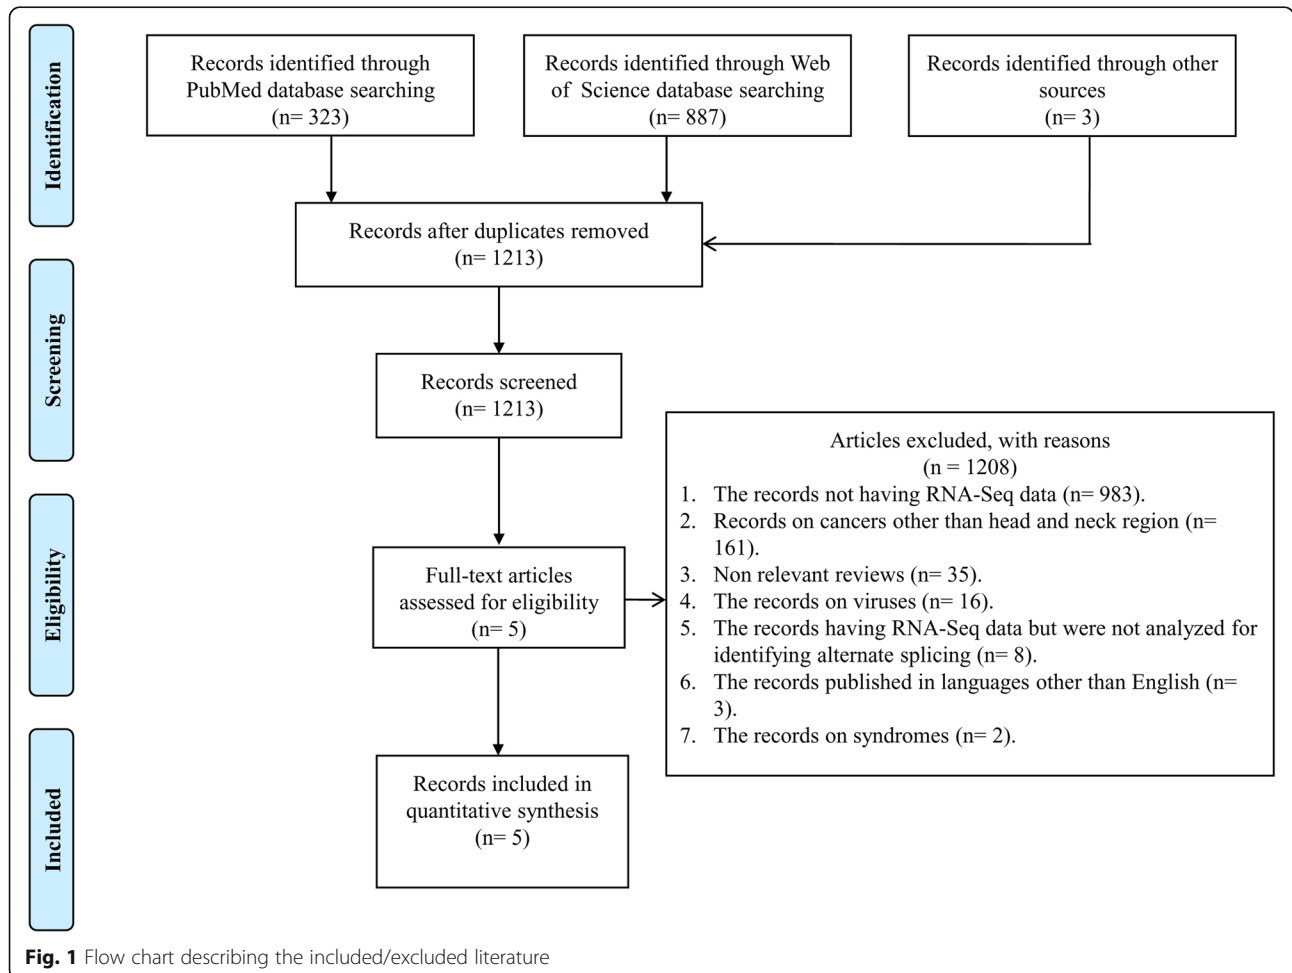 Identification
Records identified through
PubMed database searching
(n= 323)
Records identified through Web
of Science database searching
(n= 887)
Records identified through other
sources
(n= 3)
Records after duplicates removed
(n= 1213)
Screening
Records screened
(n= 1213)
Eligibility
Full-text articles
assessed for eligibility
(n= 5)
Articles excluded, with reasons
(n = 1208)
1. The records not having RNA-Seq data (n= 983).
2. Records on cancers other than head and neck region (n=
161).
3. Non relevant reviews (n= 35).
4. The records on viruses (n= 16).
5. The records having RNA-Seq data but were not analyzed for
identifying alternate splicing (n= 8).
6. The records published in languages other than English (n=
3).
7. The records on syndromes (n= 2).
Included
Records included in
quantitative synthesis
(n= 5)
Fig. 1 Flow chart describing the included/excluded literature